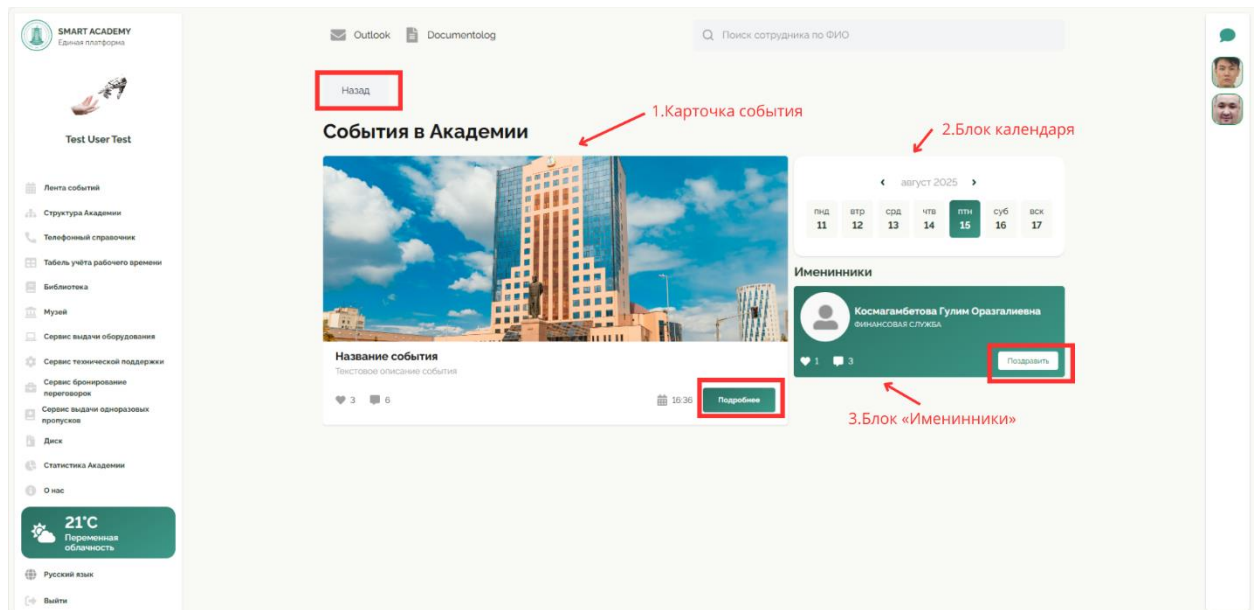 SMART ACADEMY
Единая платформа
Test User Test
Лента событий
Структура Академии
Телефонный справочник
Табель учёта рабочего времени
Библиотека
Музей
Сервис выдачи оборудования
Сервис технической поддержки
Сервис бронирование
переговорок
Сервис выдачи одноразовых
пропусков
Диск
Статистика Академии
О нас
21°C
Переменная
облачность
Русский язык
Выйти
Outlook
Documentolog
Поиск сотрудника по ФИО
Назад
События в Академии
1.Карточка события
Название события
Текстовое описание события
3
6
16:36
Подробнее
2.Блок календаря
август 2025
пнд втр срд чтв птн суб вск
11 12 13 14 15 16 17
Именинники
Космагамбетова Гулим Оразгалиевна
ФИНАНСОВАЯ СЛУЖБА
1
3
Поздравить
3.Блок «Именинники»